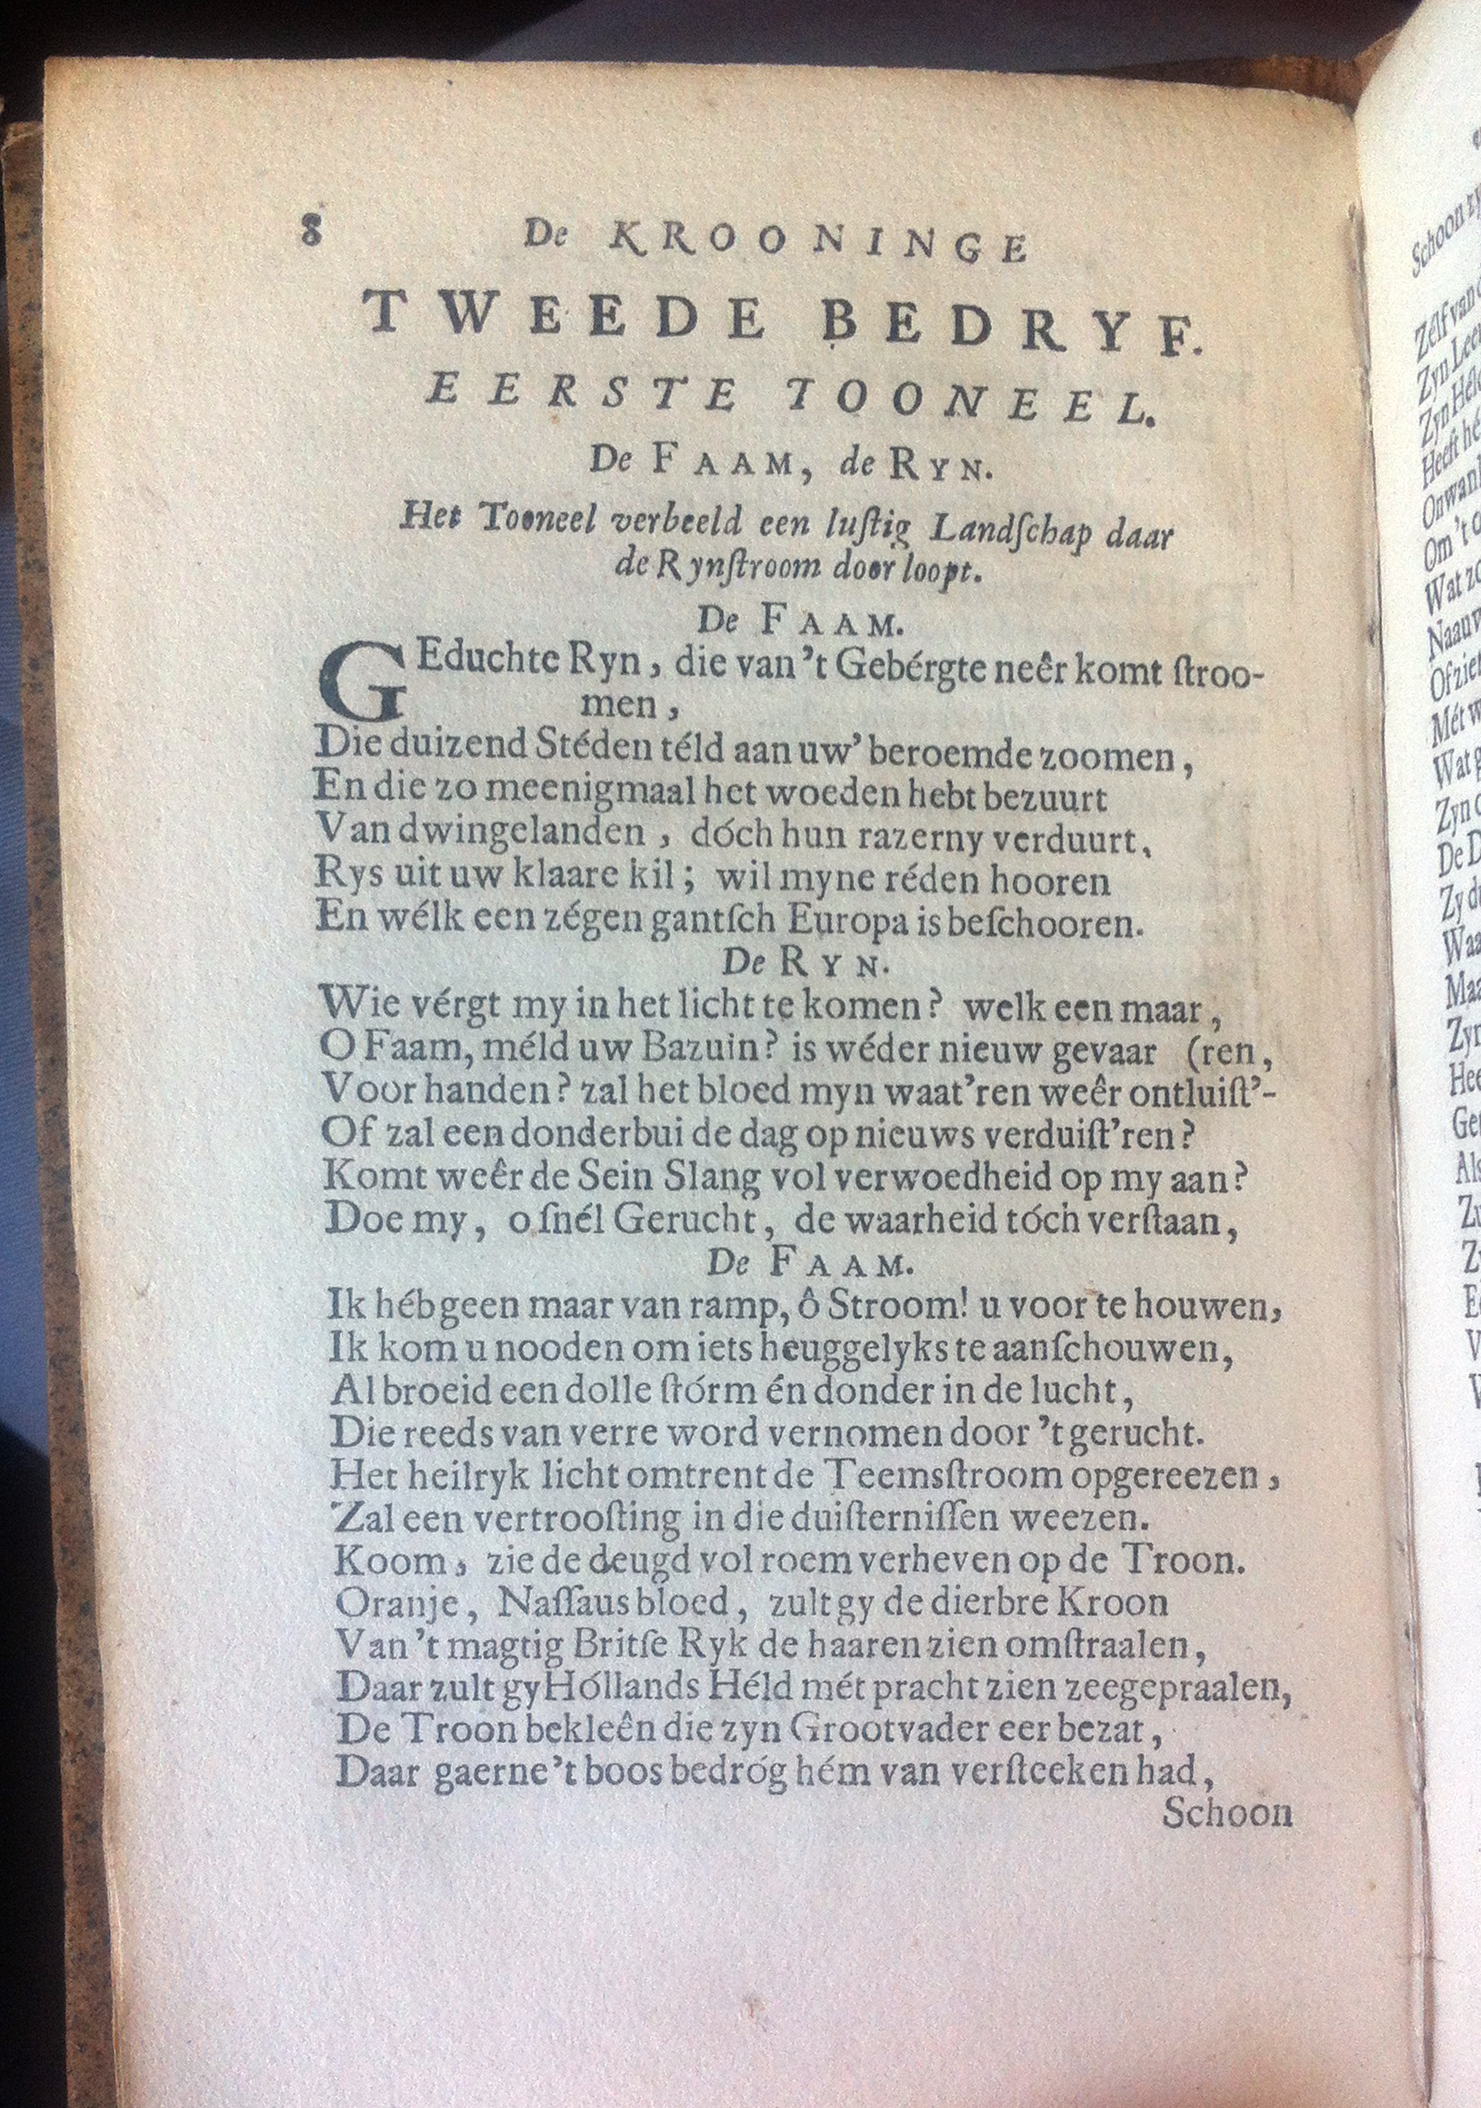 8 De KROONINGE
TWEEDE BEDRYF.
EERSTE TOONEEL.
De FAAM, de RYN.
Het Tooneel verbeeld een luſtig Landſchap daar
de Rynſtroom door loopt.
De FAAM.
GEduchte Ryn, die van 't Gebérgte neêr komt ſtroo-
men,
Die duizend Stéden téld aan uw' beroemde zoomen,
En die zo meenigmaal het woeden hebt bezuurt
Van dwingelanden, dóch hun razerny verduurt,
Rys uit uw klaare kil; wil myne réden hooren
En wélk een zégen gantſch Europa is beſchooren.
De RYN.
Wie vérgt my in het licht te komen? welk een maar,
O Faam, méld uw Bazuin? is wéder nieuw gevaar (ren,
Voor handen? zal het bloed myn waat'ren weêr ontluiſt'-
Of zal een donderbui de dag op nieuws verduiſt'ren?
Komt weêr de Sein Slang vol verwoedheid op my aan?
Doe my, o ſnél Gerucht, de waarheid tóch verſtaan,
De FAAM.
Ik héb geen maar van ramp, ô Stroom! u voor te houwen,
Ik kom u nooden om iets heuggelyks te aanſchouwen,
Al broeid een dolle ſtórm én donder in de lucht,
Die reeds van verre word vernomen door 't gerucht.
Het heilryk licht omtrent de Teemsſtroom opgereezen,
Zal een vertrooſting in die duiſterniſſen weezen.
Koom, zie de deugd vol roem verheven op de Troon.
Oranje, Naſſaus bloed, zult gy de dierbre Kroon
Van 't magtig Britſe Ryk de haaren zien omſtraalen,
Daar zult gy Hóllands Héld mét pracht zien zeegepraalen,
De Troon bekleên die zyn Grootvader eer bezat,
Daar gaerne 't boos bedróg hém van verſteeken had,
Schoon